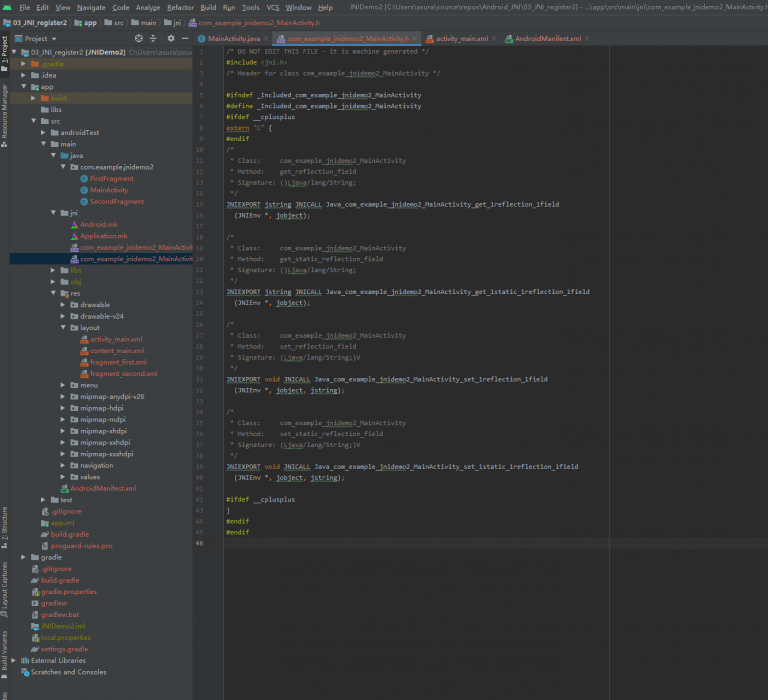 File Edit View Navigate Code Analyze Refactor Build Run Tools VCS Window Help JNIDemo2 [C:\Users\asura\source\repos\Android_JNI\03_JNI_register2] - ...\app\src\main\jni\com_example_jnidemo2_MainActivity.h
03_JNI_register2 app src main jni com_example_jnidemo2_MainActivity.h
Project
MainActivity.java com_example_jnidemo2_MainActivity.h activity_main.xml AndroidManifest.xml
1: Project
Resource Manager
Z: Structure
Layout Captures
Build Variants
03_JNI_register2 [JNIDemo2] C:\Users\asura\sour
.gradle
.idea
app
build
libs
src
androidTest
main
java
com.example.jnidemo2
FirstFragment
MainActivity
SecondFragment
jni
Android.mk
Application.mk
com_example_jnidemo2_MainActivit
com_example_jnidemo2_MainActivit
libs
obj
res
drawable
drawable-v24
layout
activity_main.xml
content_main.xml
fragment_first.xml
fragment_second.xml
menu
mipmap-anydpi-v26
mipmap-hdpi
mipmap-mdpi
mipmap-xhdpi
mipmap-xxhdpi
mipmap-xxxhdpi
navigation
values
AndroidManifest.xml
test
.gitignore
app.iml
build.gradle
proguard-rules.pro
gradle
.gitignore
build.gradle
gradle.properties
gradlew
gradlew.bat
JNIDemo2.iml
local.properties
settings.gradle
External Libraries
Scratches and Consoles
1 /* DO NOT EDIT THIS FILE - it is machine generated */
2 #include <jni.h>
3 /* Header for class com_example_jnidemo2_MainActivity */
4
5 #ifndef _Included_com_example_jnidemo2_MainActivity
6 #define _Included_com_example_jnidemo2_MainActivity
7 #ifdef __cplusplus
8 extern "C" {
9 #endif
10 /*
11 * Class: com_example_jnidemo2_MainActivity
12 * Method: get_reflection_field
13 * Signature: ()Ljava/lang/String;
14 */
15 JNIEXPORT jstring JNICALL Java_com_example_jnidemo2_MainActivity_get_1reflection_1field
16 (JNIEnv *, jobject);
17
18 /*
19 * Class: com_example_jnidemo2_MainActivity
20 * Method: get_static_reflection_field
21 * Signature: ()Ljava/lang/String;
22 */
23 JNIEXPORT jstring JNICALL Java_com_example_jnidemo2_MainActivity_get_1static_1reflection_1field
24 (JNIEnv *, jobject);
25
26 /*
27 * Class: com_example_jnidemo2_MainActivity
28 * Method: set_reflection_field
29 * Signature: (Ljava/lang/String;)V
30 */
31 JNIEXPORT void JNICALL Java_com_example_jnidemo2_MainActivity_set_1reflection_1field
32 (JNIEnv *, jobject, jstring);
33
34 /*
35 * Class: com_example_jnidemo2_MainActivity
36 * Method: set_static_reflection_field
37 * Signature: (Ljava/lang/String;)V
38 */
39 JNIEXPORT void JNICALL Java_com_example_jnidemo2_MainActivity_set_1static_1reflection_1field
40 (JNIEnv *, jobject, jstring);
41
42 #ifdef __cplusplus
43 }
44 #endif
45 #endif
46